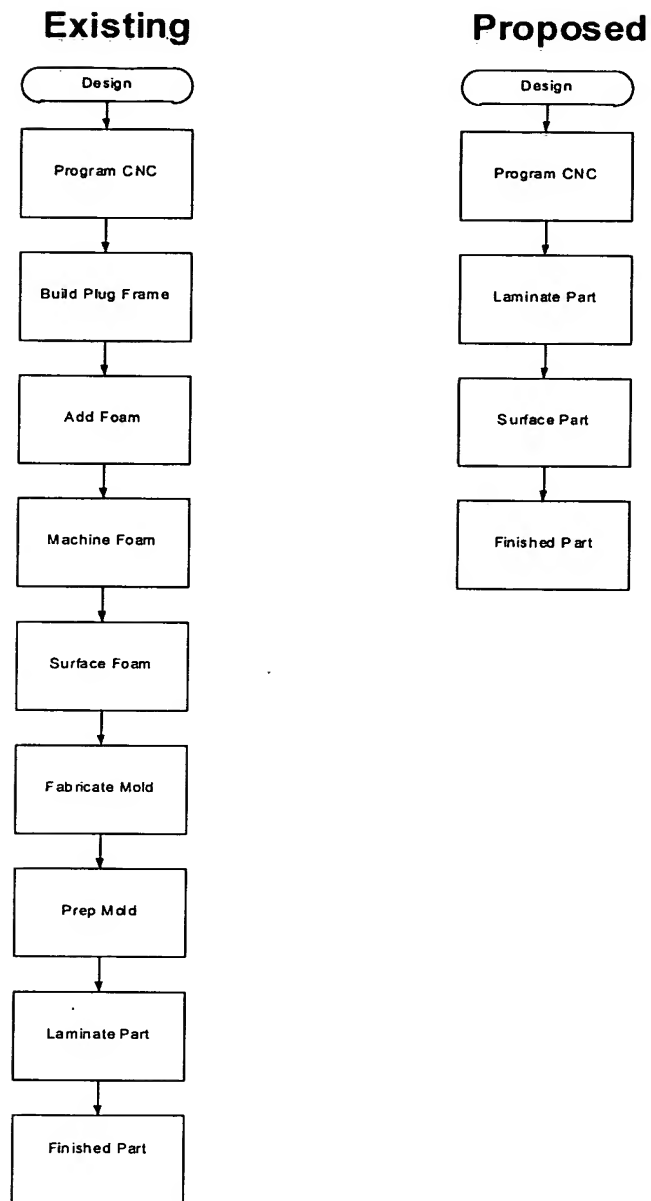 Existing
Design
Program CNC
Build Plug Frame
Add Foam
Machine Foam
Surface Foam
Fabricate Mold
Prep Mold
Laminate Part
Finished Part
Proposed
Design
Program CNC
Laminate Part
Surface Part
Finished Part